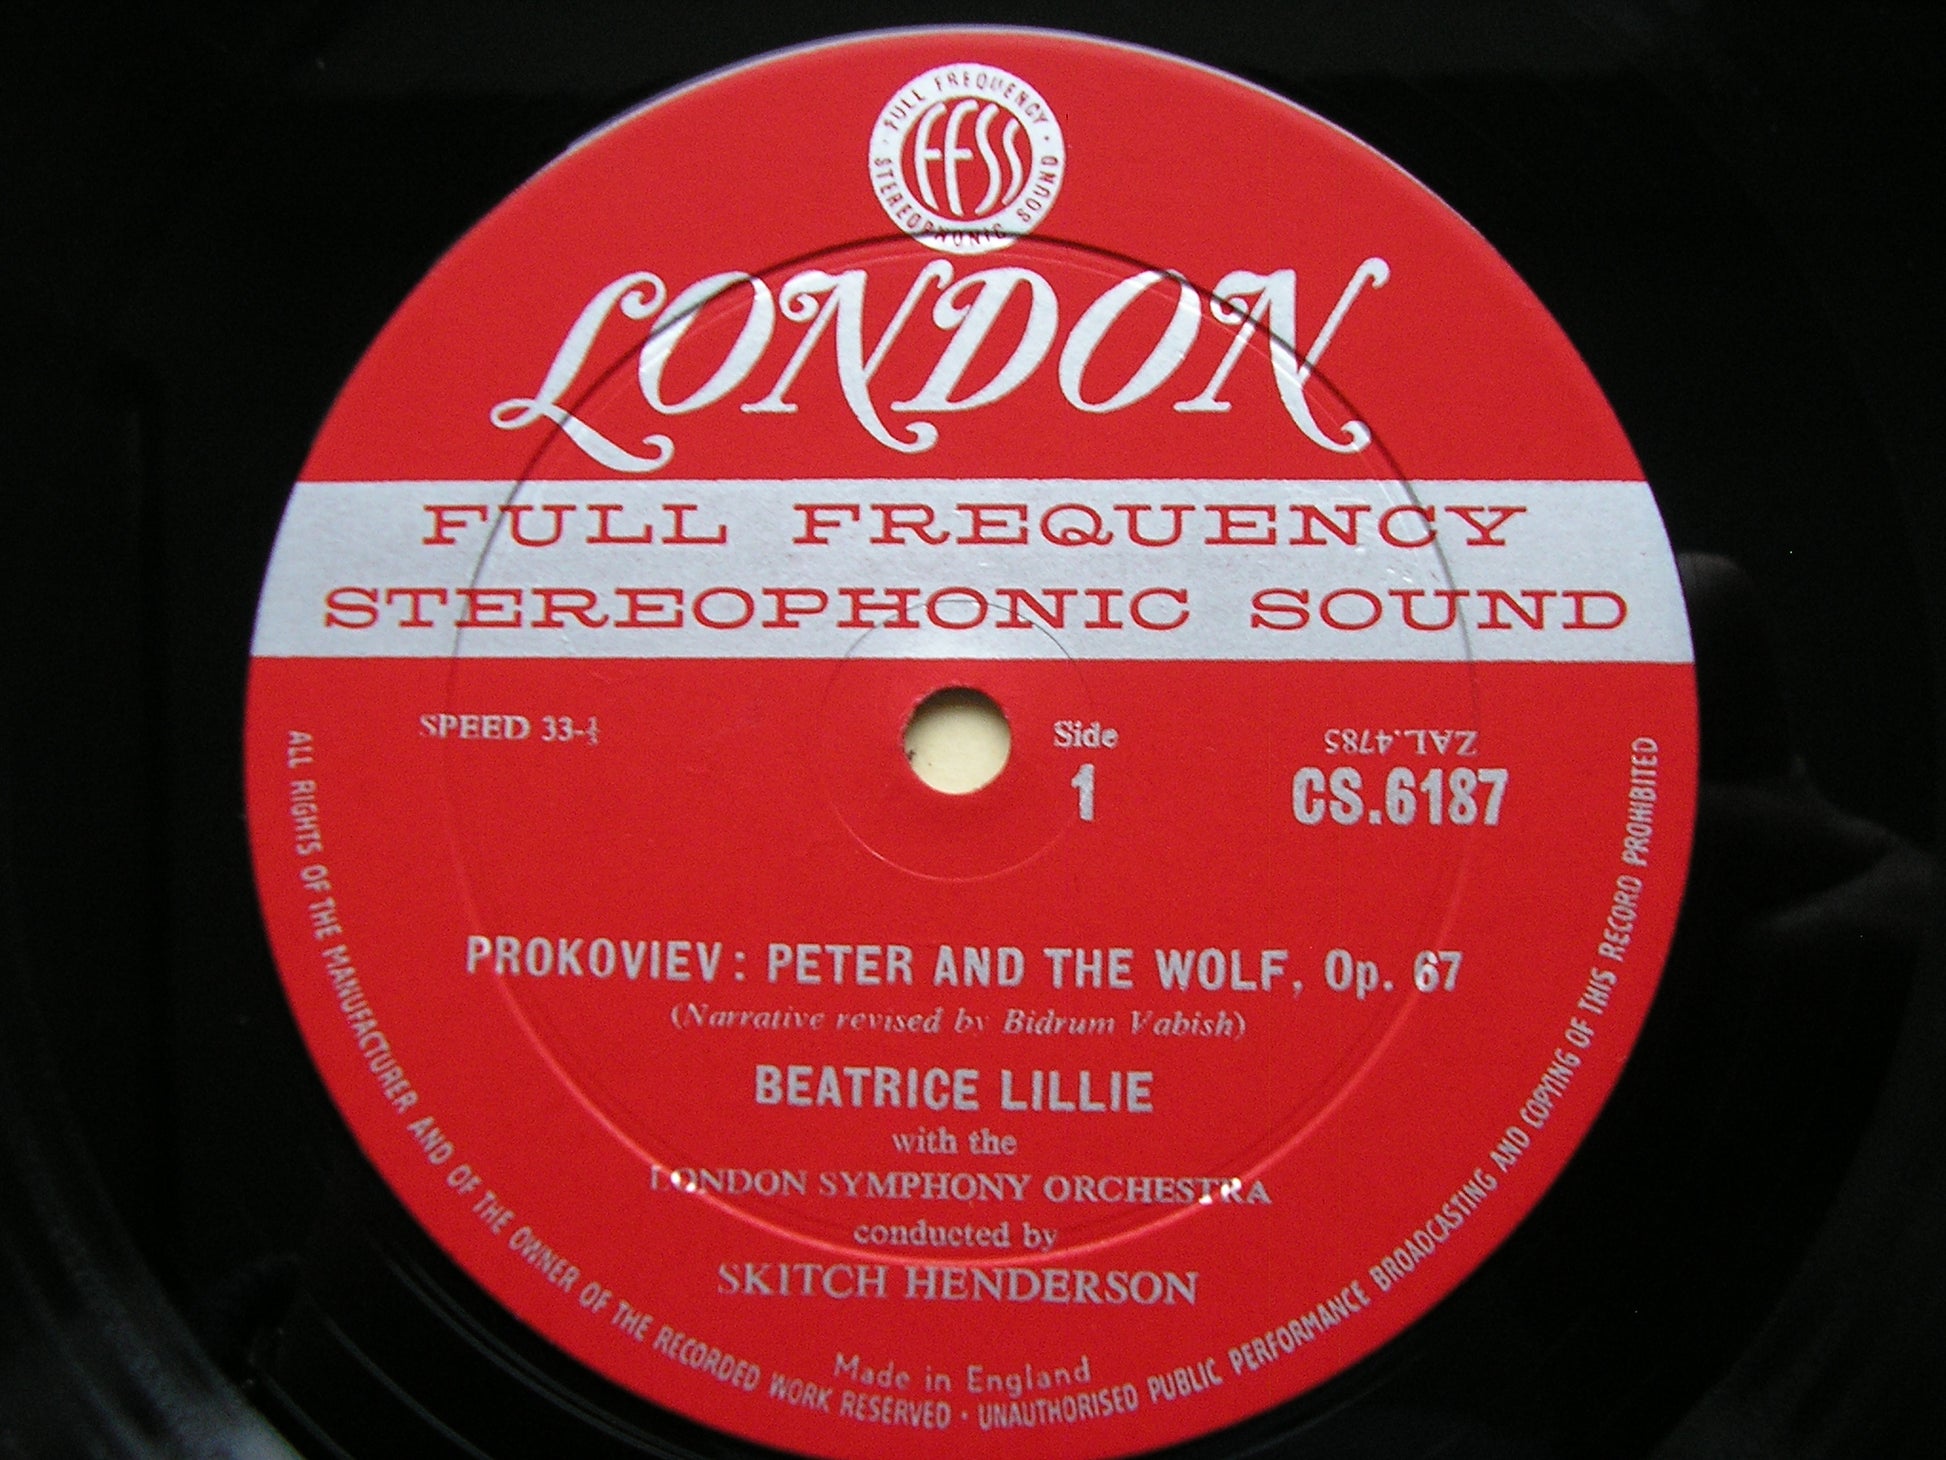 · FULL FREQUENCY · STEREOPHONIC SOUND
FFSS
LONDON
FULL FREQUENCY
STEREOPHONIC SOUND
SPEED 33-⅓
Side
1
ZAL.4785
CS.6187
PROKOVIEV: PETER AND THE WOLF, Op. 67
(Narrative revised by Bidrum Vabish)
BEATRICE LILLIE
with the
LONDON SYMPHONY ORCHESTRA
conducted by
SKITCH HENDERSON
Made in England
ALL RIGHTS OF THE MANUFACTURER AND OF THE OWNER OF THE RECORDED WORK RESERVED · UNAUTHORISED PUBLIC PERFORMANCE BROADCASTING AND COPYING OF THIS RECORD PROHIBITED